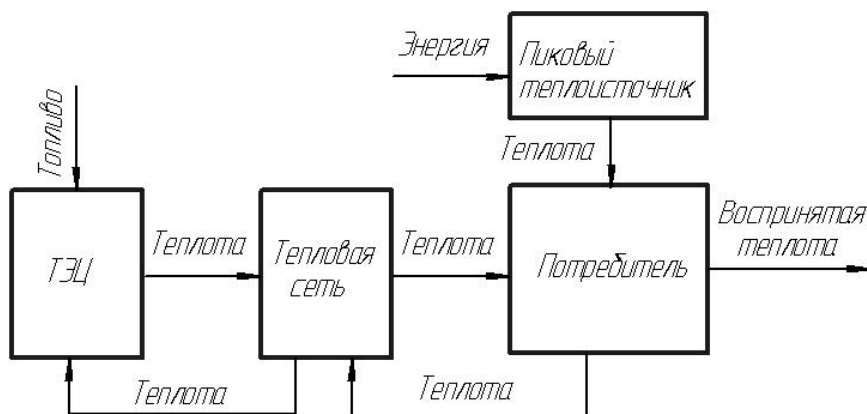 Энергия
Пиковый
теплоисточник
Топливо
Теплота
ТЭЦ
Теплота
Тепловая
сеть
Теплота
Потребитель
Воспринятая
теплота
Теплота
Теплота